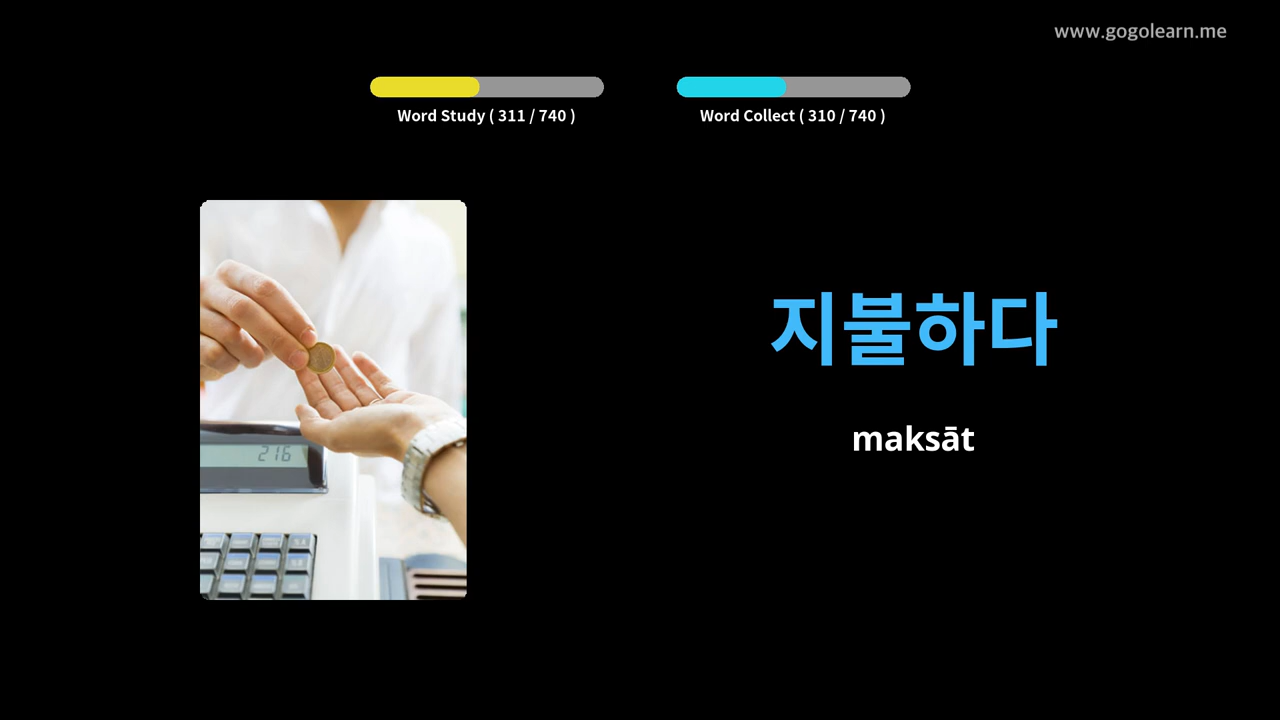 www.gogolearn.me
Word Study ( 311 / 740 )
Word Collect ( 310 / 740 )
지불하다
maksāt
216